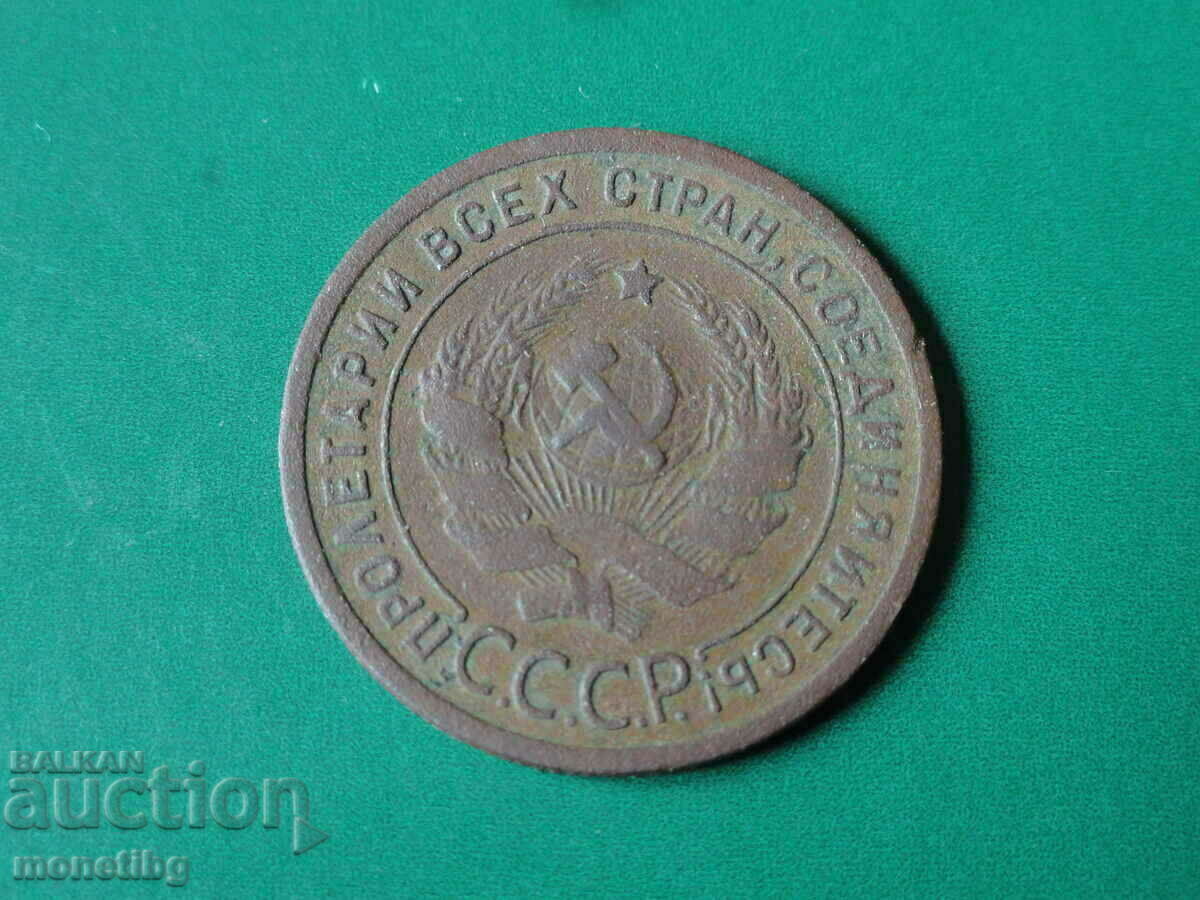 ПРОЛЕТАРИИ ВСЕХ СТРАН, СОЕДИНЯЙТЕСЬ!
С.С.С.Р.
BALKAN
auction
monetibg